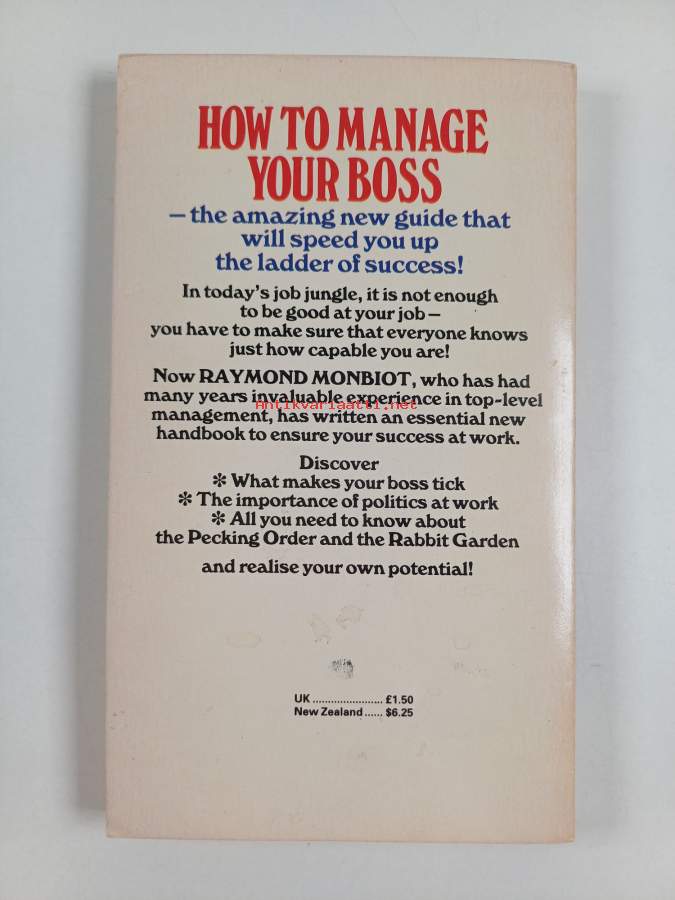 HOW TO MANAGE
YOUR BOSS
– the amazing new guide that
will speed you up
the ladder of success!
In today's job jungle, it is not enough
to be good at your job –
you have to make sure that everyone knows
just how capable you are!
Now RAYMOND MONBIOT, who has had
many years invaluable experience in top-level
Antikvariaatti.net
management, has written an essential new
handbook to ensure your success at work.
Discover
✻ What makes your boss tick
✻ The importance of politics at work
✻ All you need to know about
the Pecking Order and the Rabbit Garden
and realise your own potential!
UK ....................... £1.50
New Zealand ...... $6.25